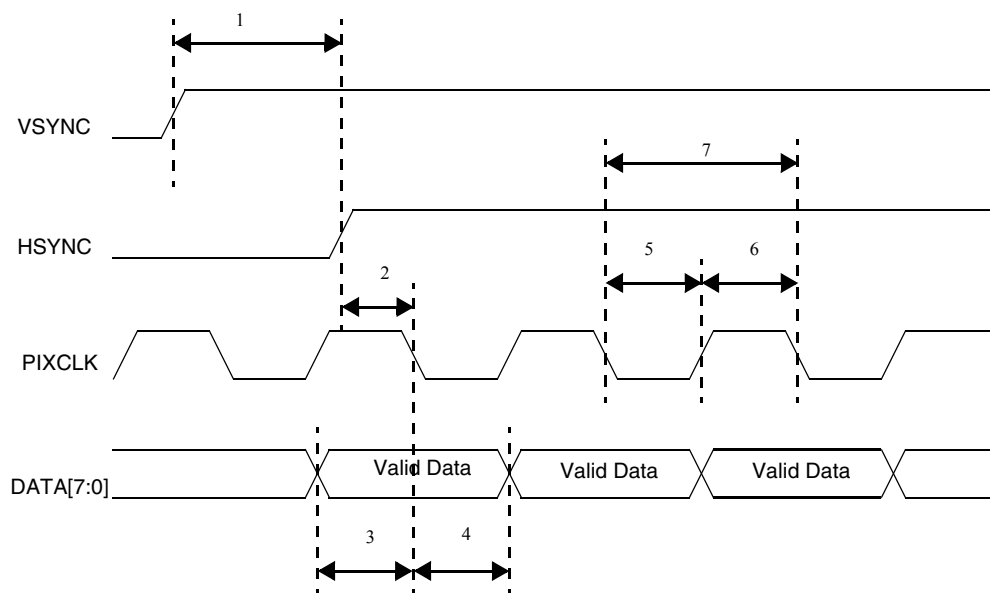 1
VSYNC
7
HSYNC
5
6
2
PIXCLK
Valid Data
Valid Data
Valid Data
DATA[7:0]
3
4